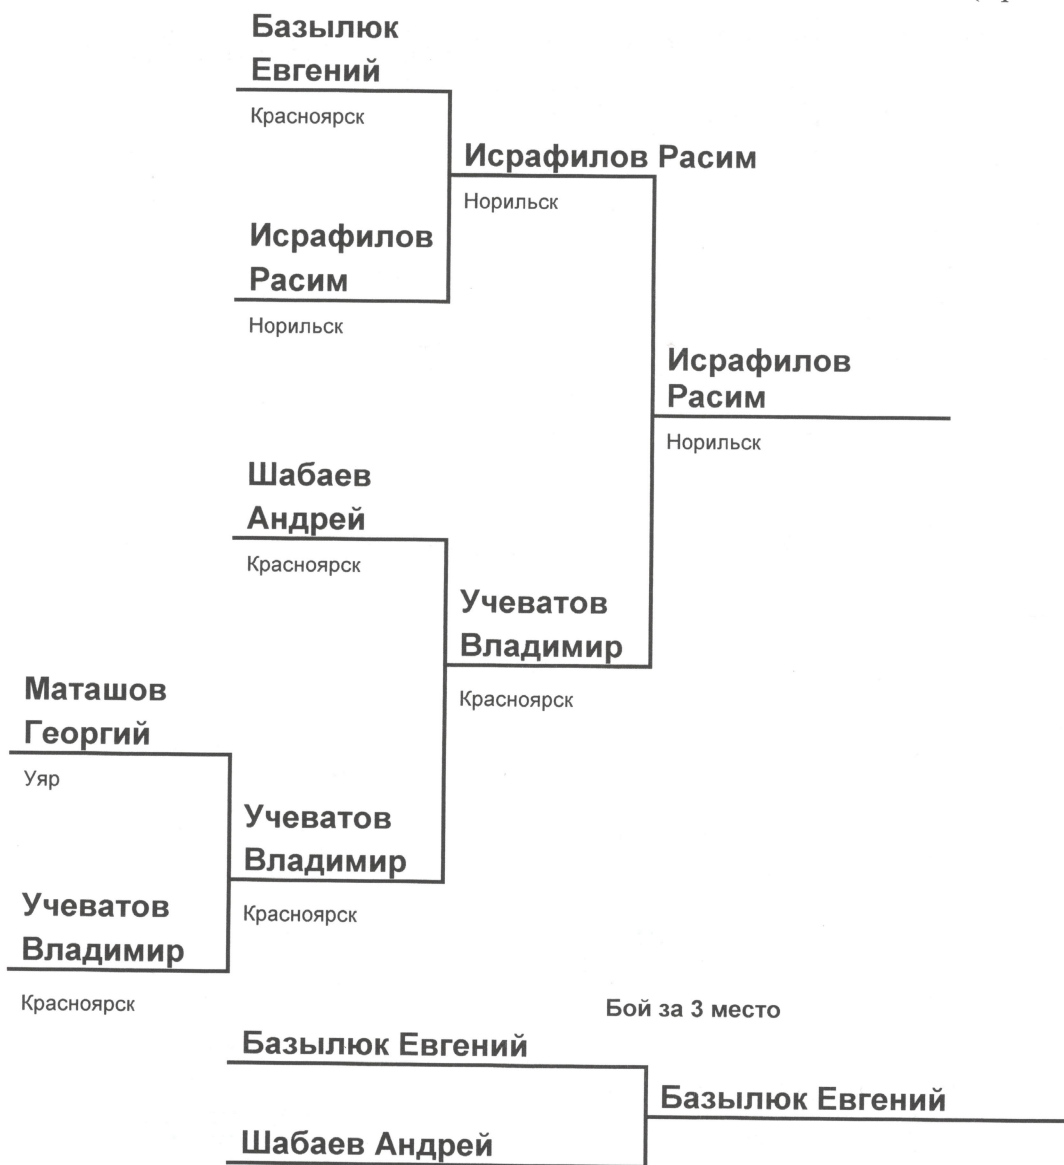 Базылюк
Евгений
Красноярск
Исрафилов Расим
Норильск
Исрафилов
Расим
Норильск
Исрафилов
Расим
Норильск
Шабаев
Андрей
Красноярск
Учеватов
Владимир
Красноярск
Маташов
Георгий
Уяр
Учеватов
Владимир
Красноярск
Учеватов
Владимир
Красноярск
Бой за 3 место
Базылюк Евгений
Базылюк Евгений
Шабаев Андрей